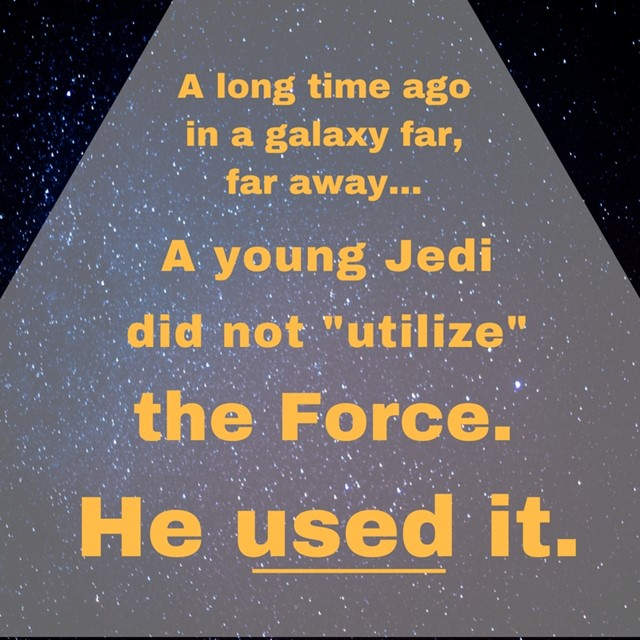 A long time ago
in a galaxy far,
far away...
A young Jedi
did not "utilize"
the Force.
He used it.